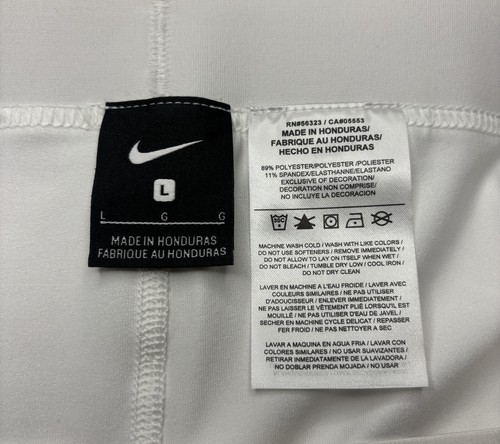 L
L G G
MADE IN HONDURAS
FABRIQUE AU HONDURAS
RN#56323 / CA#05553
MADE IN HONDURAS/
FABRIQUE AU HONDURAS/
HECHO EN HONDURAS
89% POLYESTER/POLYESTER /POLIESTER
11% SPANDEX/ELASTHANNE/ELASTANO
EXCLUSIVE OF DECORATION/
DECORATION NON COMPRISE/
NO INCLUYE LA DECORACION
MACHINE WASH COLD / WASH WITH LIKE COLORS /
DO NOT USE SOFTENERS / REMOVE IMMEDIATELY /
DO NOT ALLOW TO LAY ON ITSELF WHEN WET /
DO NOT BLEACH / TUMBLE DRY LOW / COOL IRON /
DO NOT DRY CLEAN
LAVER EN MACHINE A L'EAU FROIDE / LAVER AVEC
COULEURS SIMILAIRES / NE PAS UTILISER
D'ADOUCISSEUR / ENLEVER IMMEDIATEMENT /
NE PAS LAISSER LE VÊTEMENT PLIÉ LORSQU'IL EST
MOUILLÉ / NE PAS UTILISER D'EAU DE JAVEL /
SECHER EN MACHINE CYCLE DELICAT / REPASSER
FER FROID / NE PAS NETTOYER A SEC
LAVAR A MAQUINA EN AGUA FRIA / LAVAR CON
COLORES SIMILARES / NO USAR SUAVIZANTES /
RETIRAR INMEDIATAMENTE DE LA LAVADORA /
NO DOBLAR PRENDA MOJADA / NO USAR